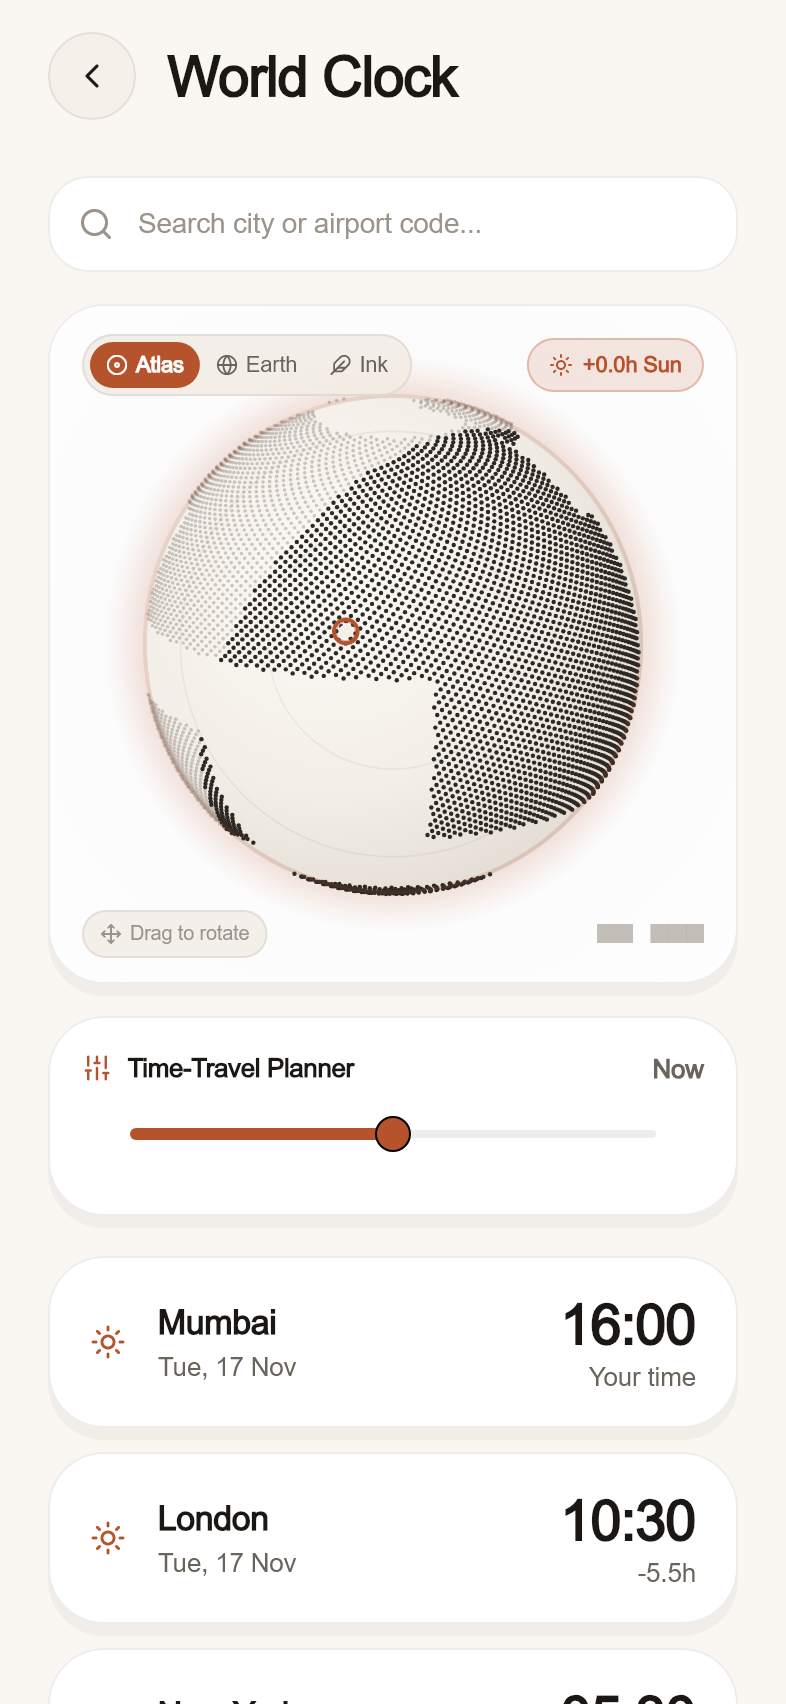 World Clock
Search city or airport code...
Atlas
Earth
Ink
+0.0h Sun
Drag to rotate
Time-Travel Planner
Now
Mumbai
16:00
Tue, 17 Nov
Your time
London
10:30
Tue, 17 Nov
-5.5h